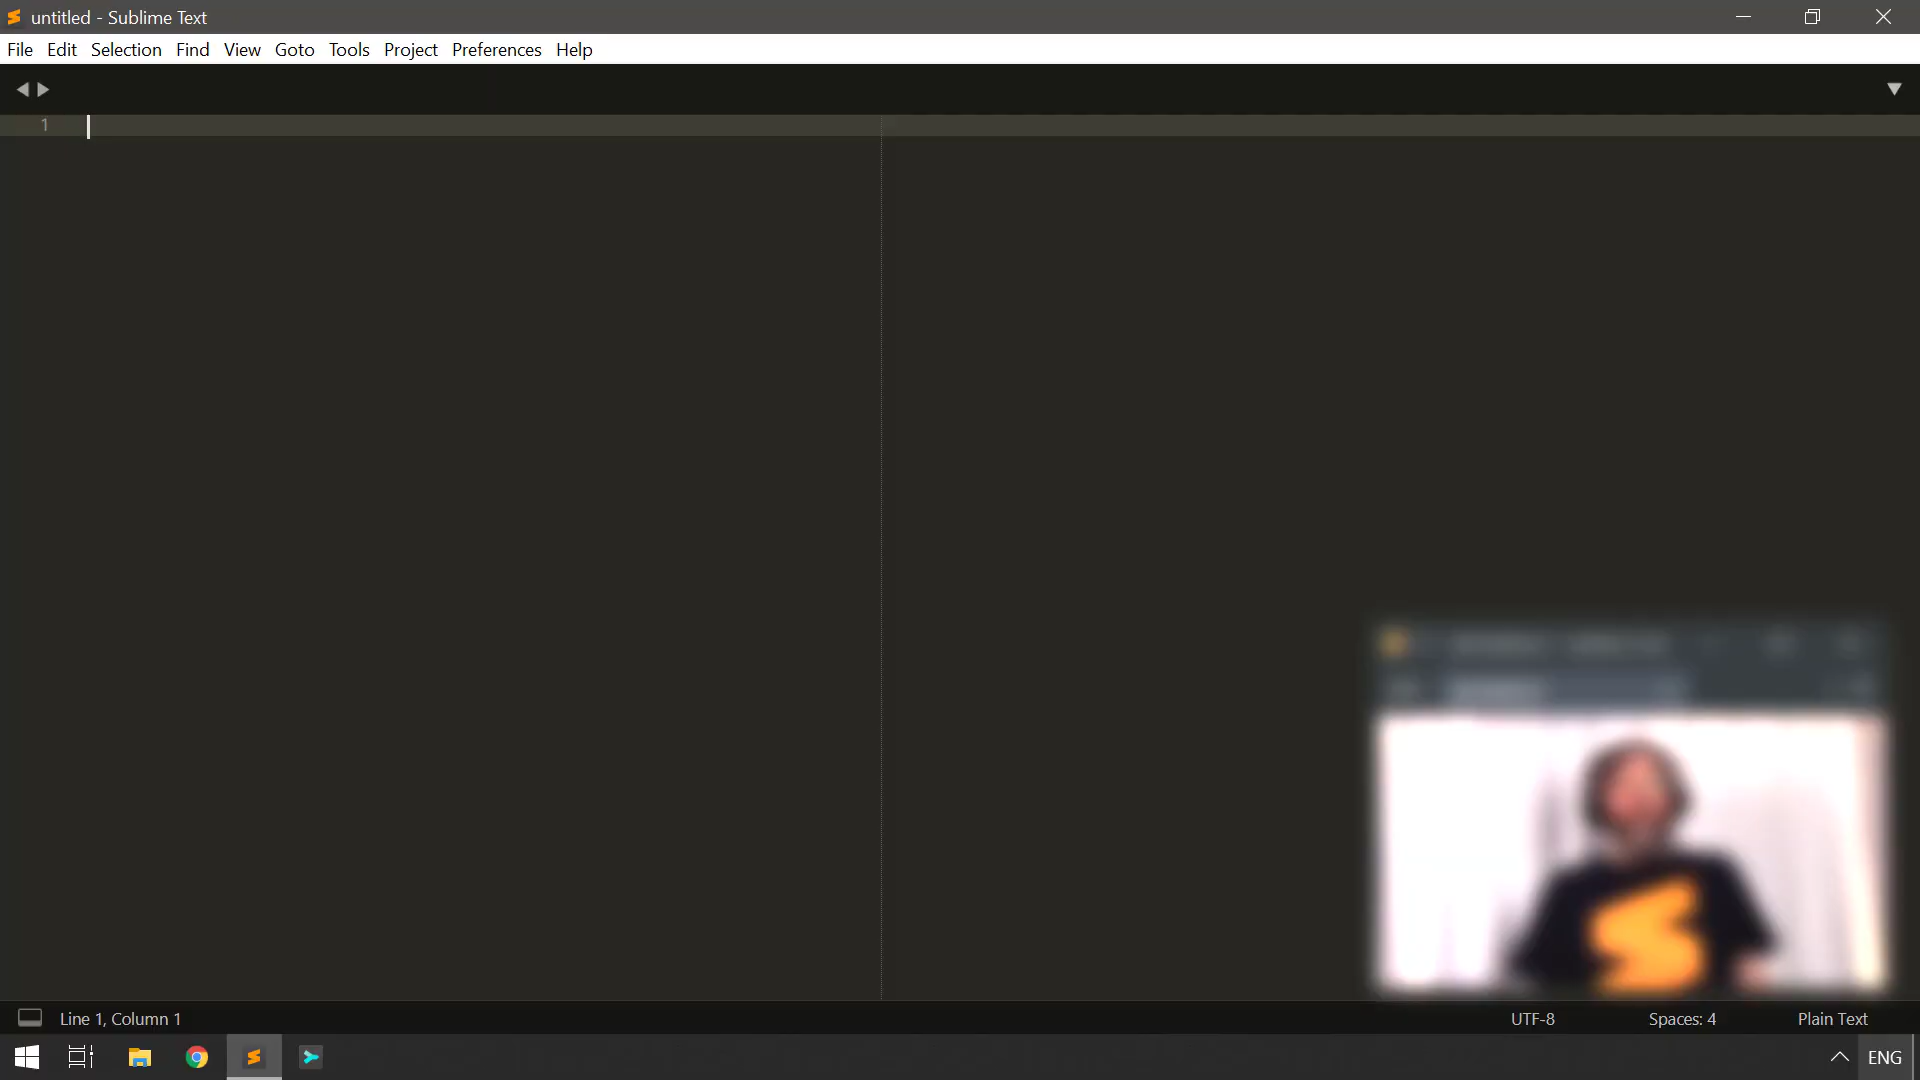 untitled - Sublime Text
File Edit Selection Find View Goto Tools Project Preferences Help
1
Line 1, Column 1
UTF-8
Spaces: 4
Plain Text
ENG